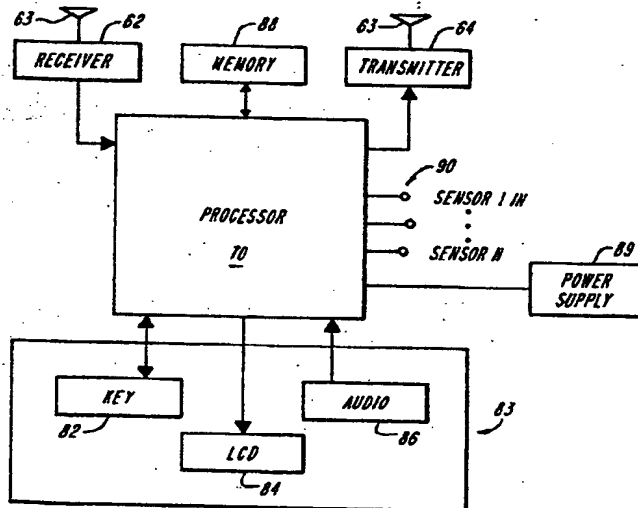 63 62 88 63 64
RECEIVER MEMORY TRANSMITTER
90
SENSOR 1 IN
PROCESSOR
70
SENSOR N
89
POWER
SUPPLY
KEY AUDIO
83
82 LCD 86
84